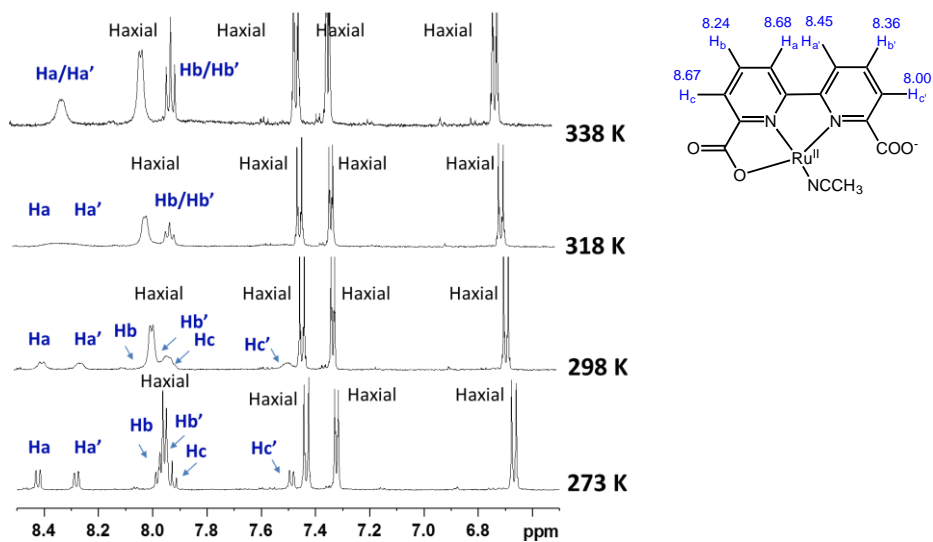 Haxial
Haxial
Haxial
Haxial
Ha/Ha’
Hb/Hb’
338 K
Haxial
Haxial
Haxial
Haxial
Hb/Hb’
Ha
Ha’
318 K
Haxial
Haxial
Haxial
Haxial
Hb
Hb’
Ha
Ha’
Hc
Hc’
298 K
Haxial
Haxial
Haxial
Haxial
Hb
Hb’
Ha
Ha’
Hc
Hc’
273 K
8.4 8.2 8.0 7.8 7.6 7.4 7.2 7.0 6.8 ppm
8.24 8.68 8.45 8.36
Hb Ha Ha' Hb'
8.67 8.00
Hc Hc'
N N
O RuII COO-
O NCCH3